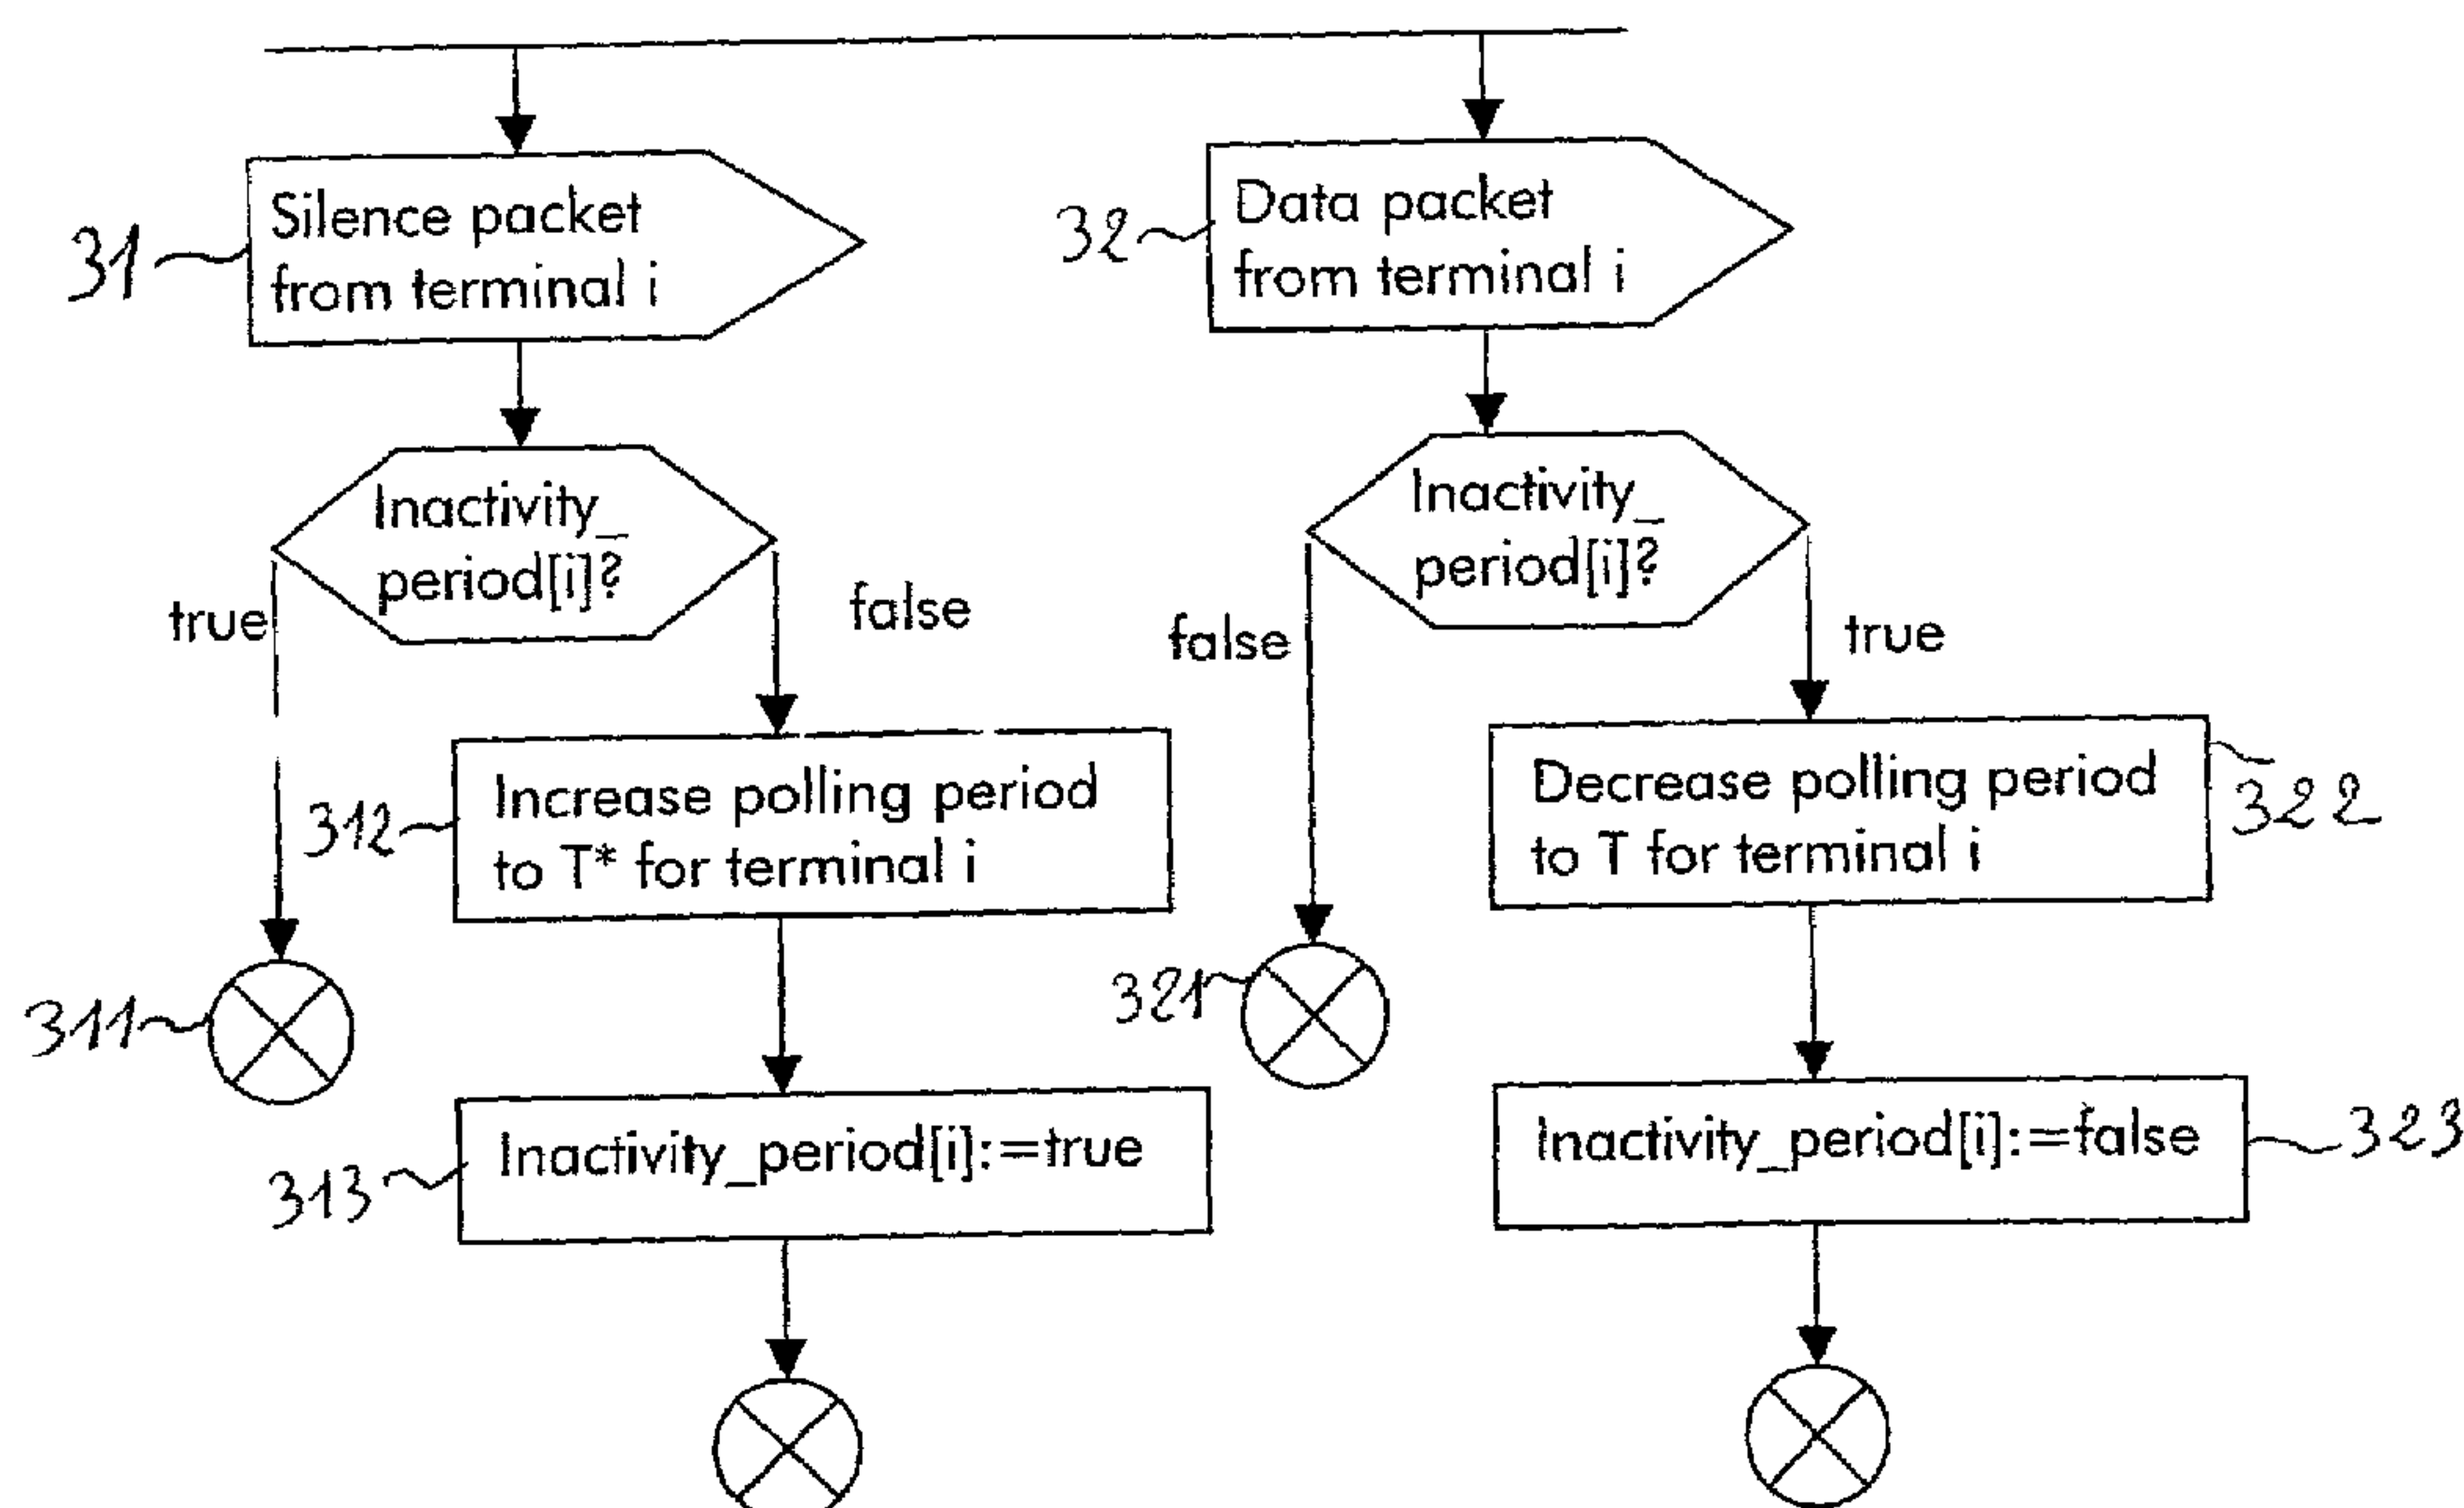 31
Silence packet
from terminal i
32
Data packet
from terminal i
Inactivity_
period[i]?
true
false
Inactivity_
period[i]?
false
true
312
Increase polling period
to T* for terminal i
Decrease polling period
to T for terminal i
322
311
321
313
Inactivity_period[i]:=true
Inactivity_period[i]:=false
323